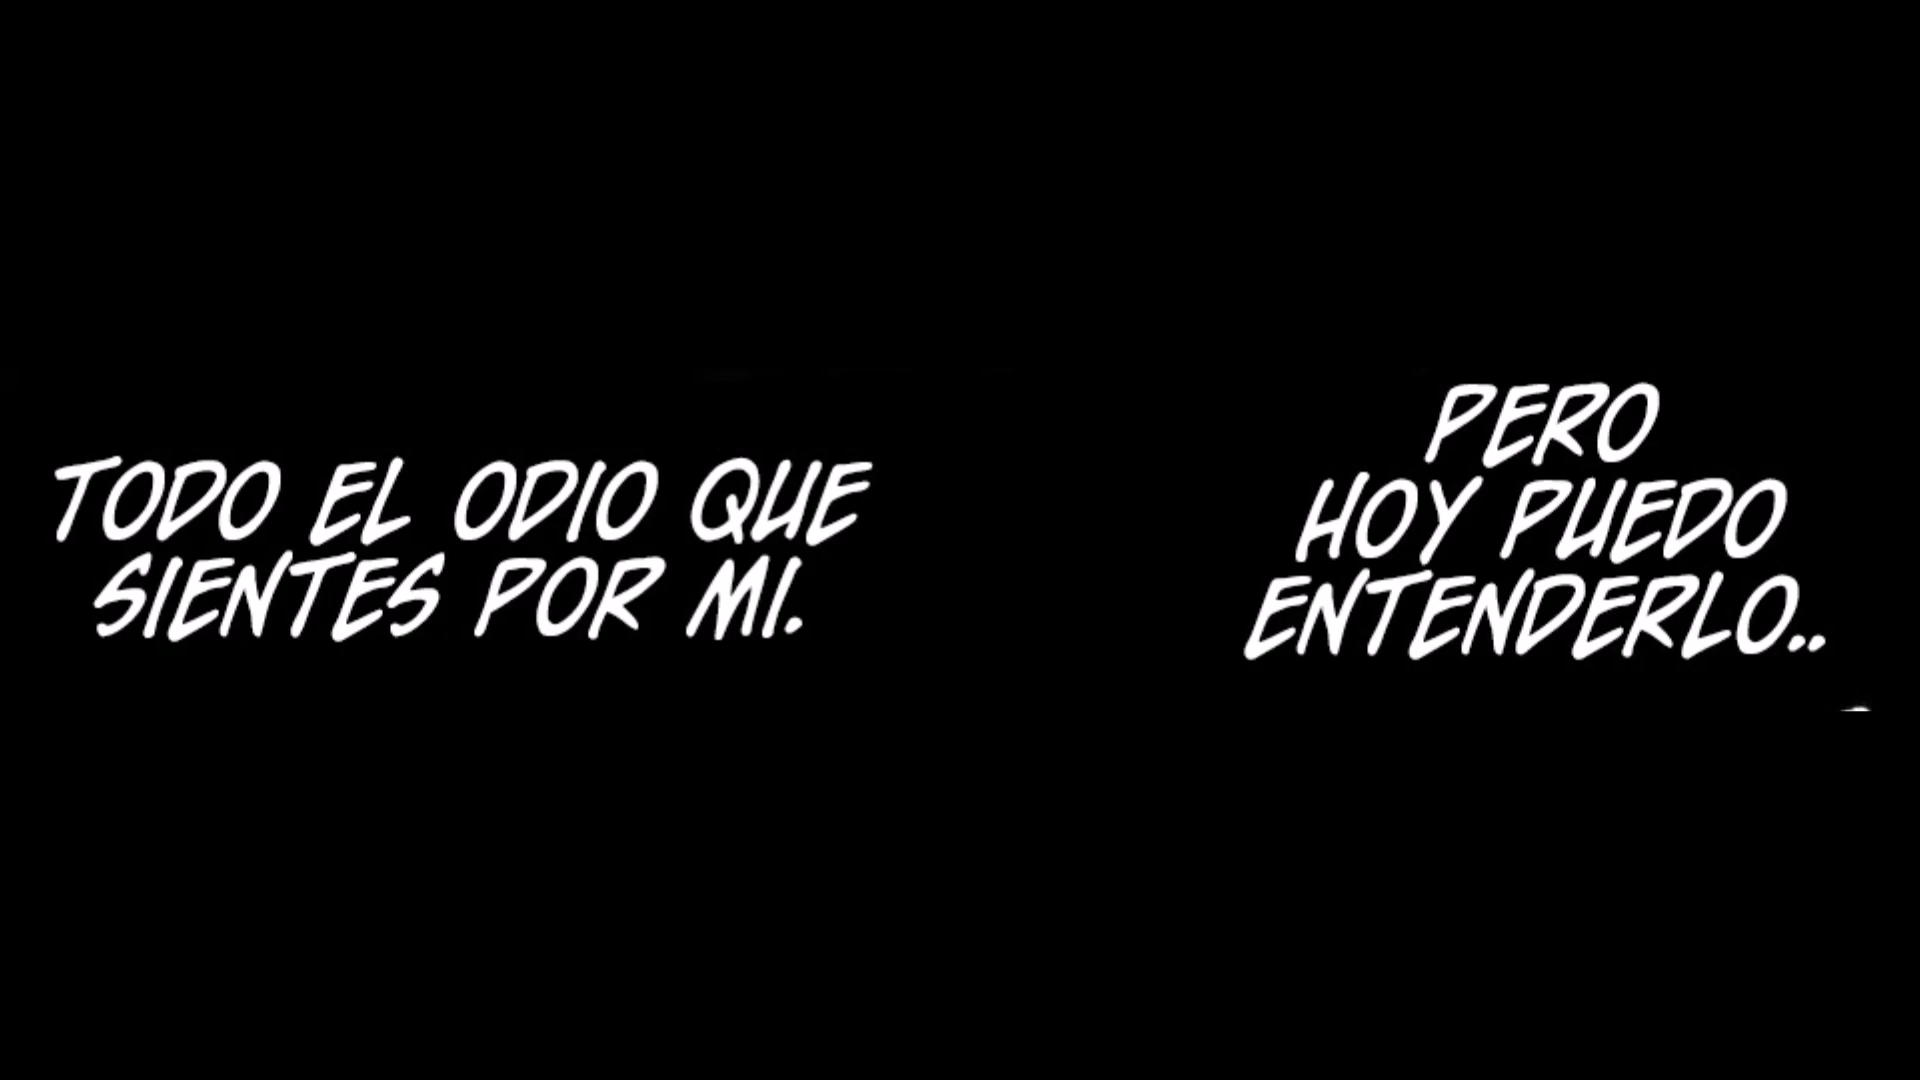 PERO
HOY PUEDO
ENTENDERLO..
TODO EL ODIO QUE
SIENTES POR MI.